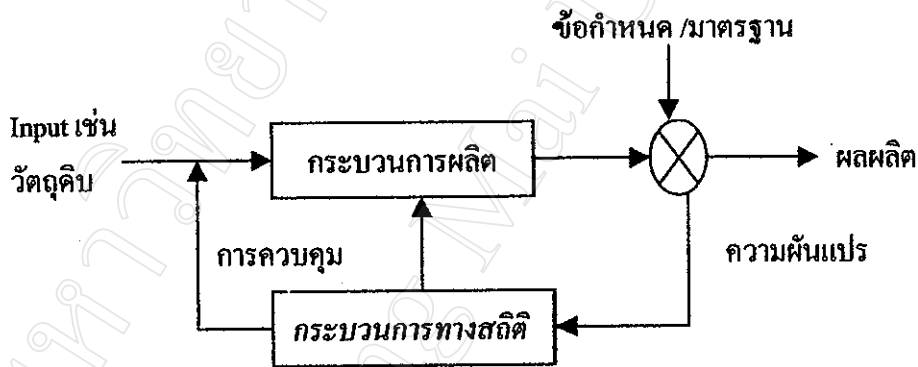 ข้อกำหนด /มาตรฐาน
Input เช่น
วัตถุดิบ
กระบวนการผลิต
ผลผลิต
การควบคุม
ความผันแปร
กระบวนการทางสถิติ